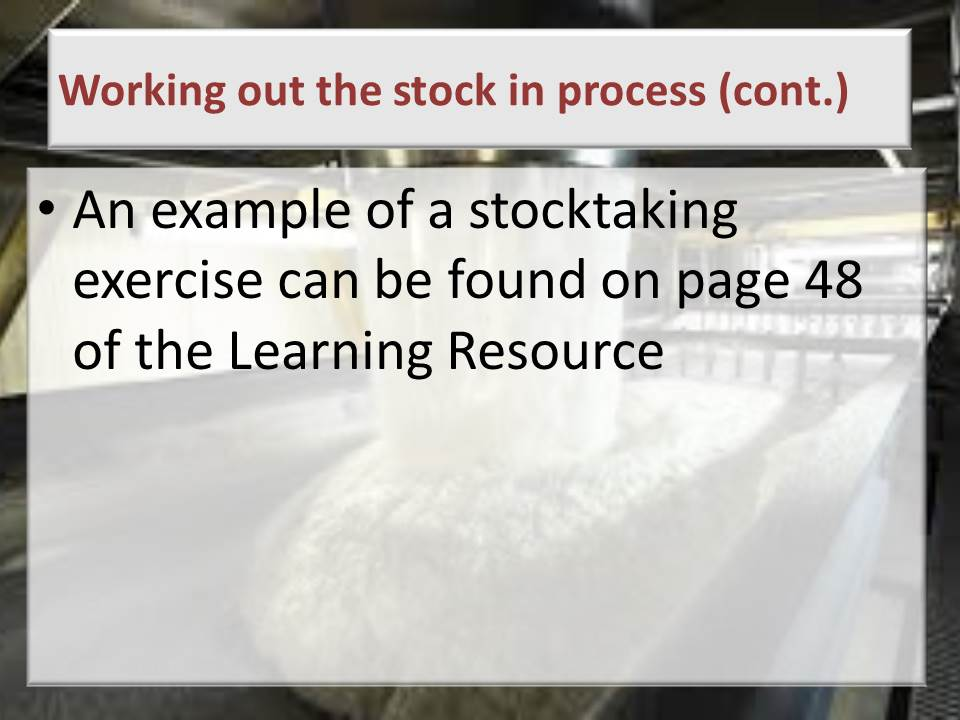 Working out the stock in process (cont.)
• An example of a stocktaking
exercise can be found on page 48
of the Learning Resource